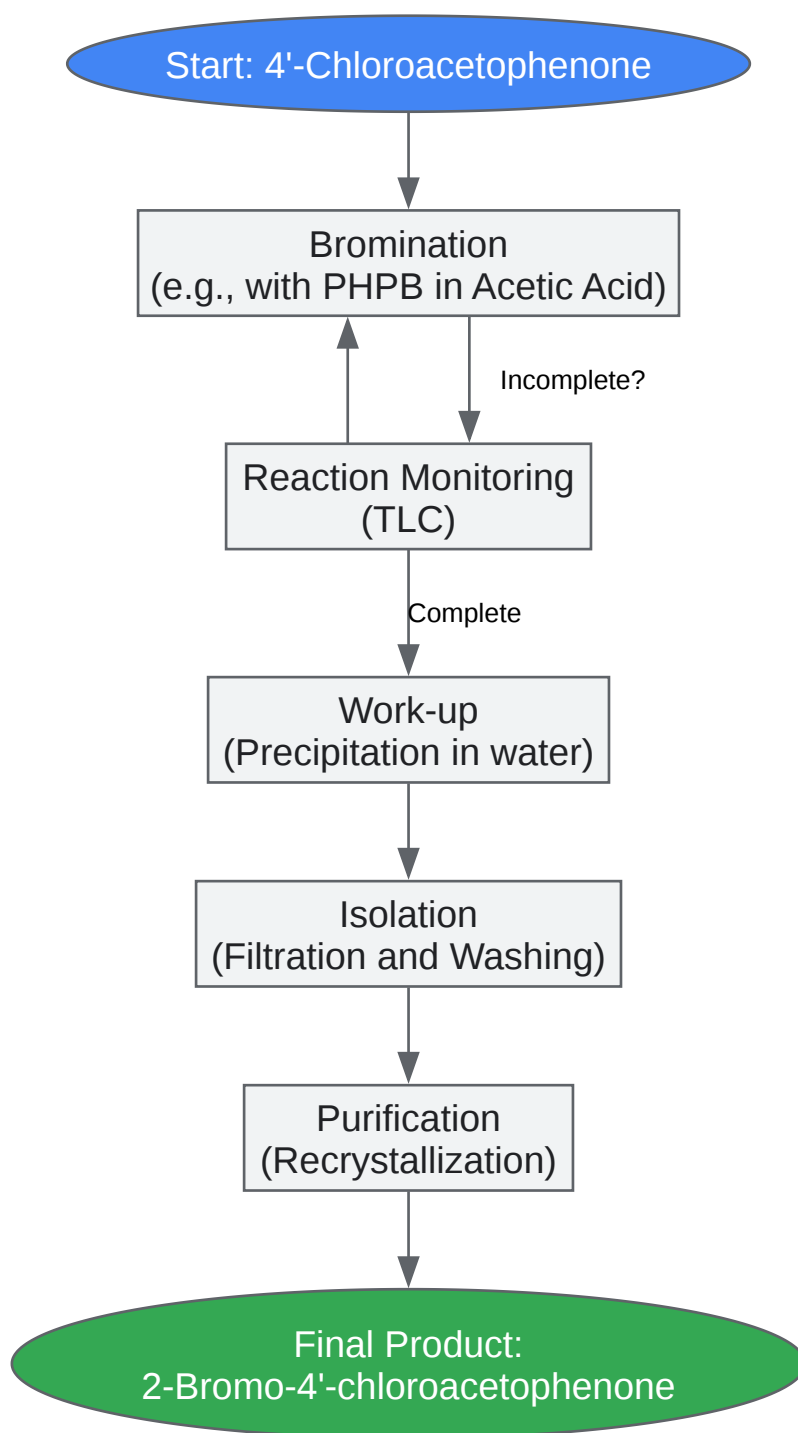 Start: 4'-Chloroacetophenone
Bromination
(e.g., with PHPB in Acetic Acid)
Incomplete?
Reaction Monitoring
(TLC)
Complete
Work-up
(Precipitation in water)
Isolation
(Filtration and Washing)
Purification
(Recrystallization)
Final Product:
2-Bromo-4'-chloroacetophenone